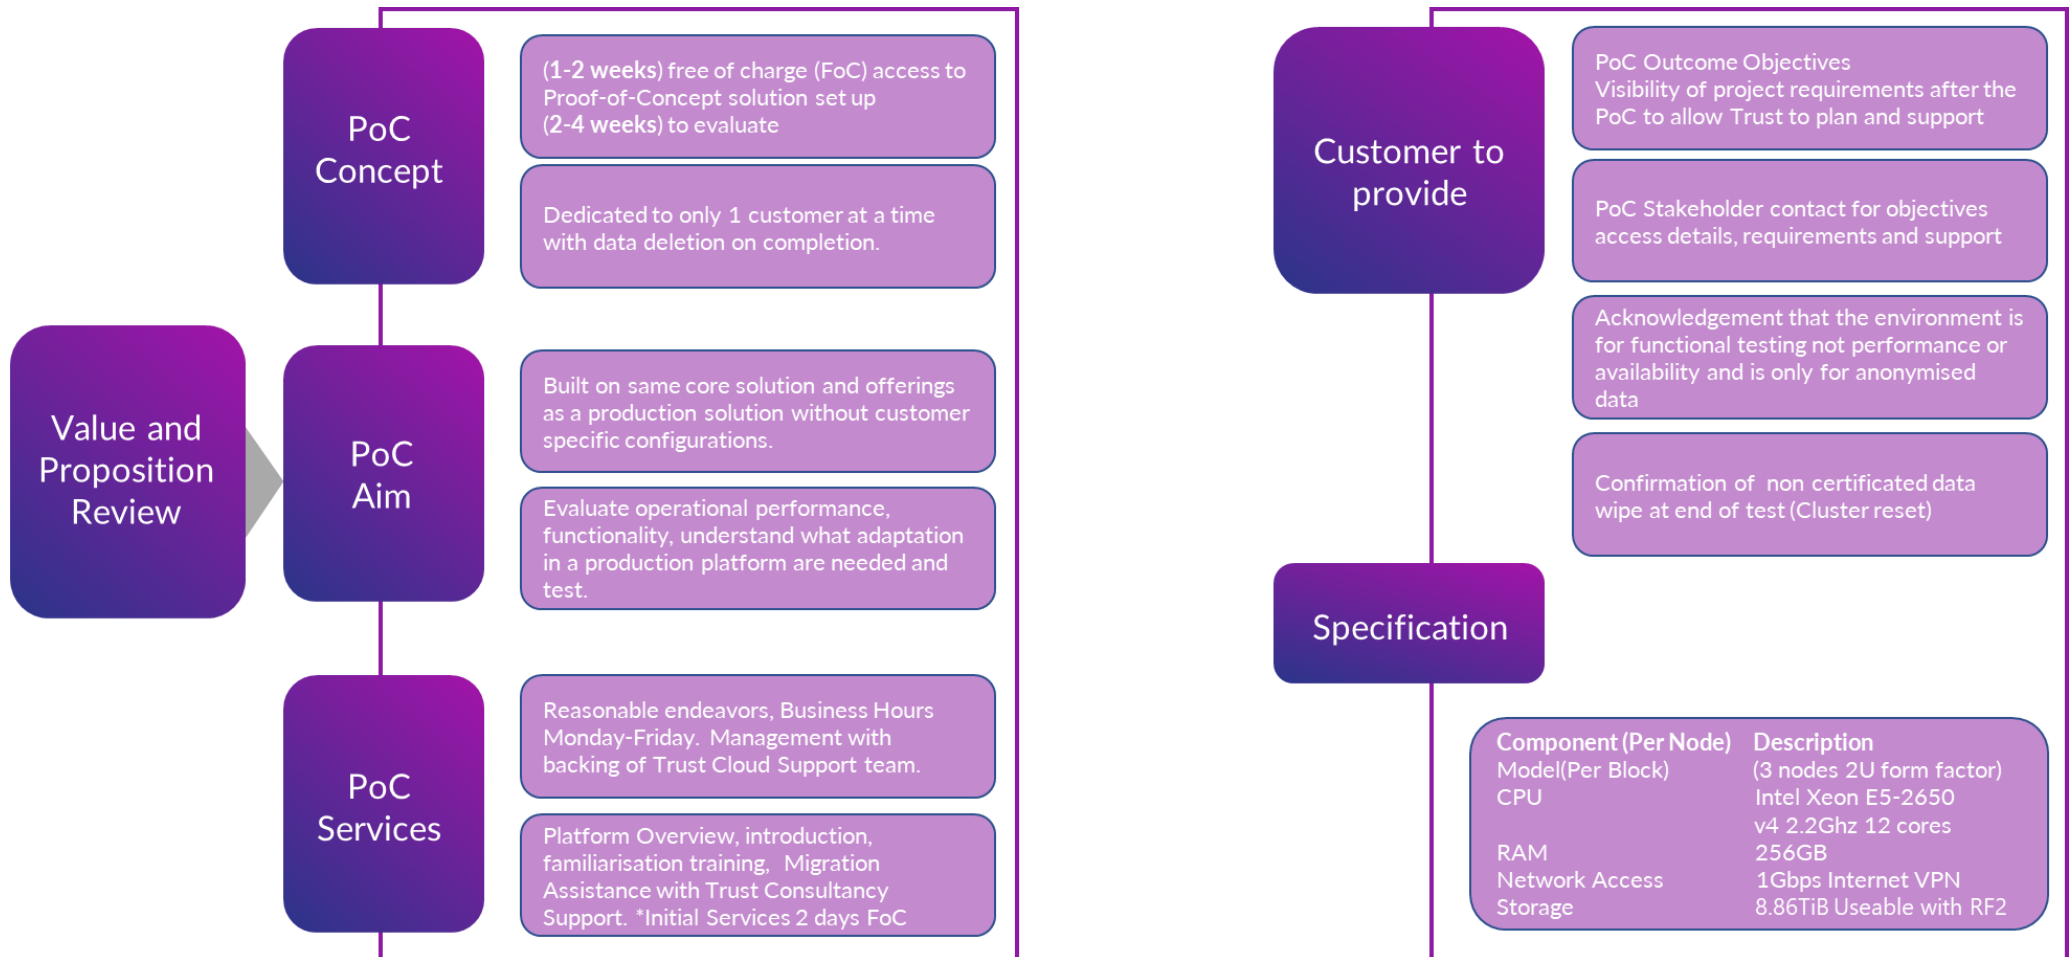 Value and
Proposition
Review
PoC
Concept
(1-2 weeks) free of charge (FoC) access to
Proof-of-Concept solution set up
(2-4 weeks) to evaluate
Dedicated to only 1 customer at a time
with data deletion on completion.
PoC
Aim
Built on same core solution and offerings
as a production solution without customer
specific configurations.
Evaluate operational performance,
functionality, understand what adaptation
in a production platform are needed and
test.
PoC
Services
Reasonable endeavors, Business Hours
Monday-Friday. Management with
backing of Trust Cloud Support team.
Platform Overview, introduction,
familiarisation training, Migration
Assistance with Trust Consultancy
Support. *Initial Services 2 days FoC
Customer to
provide
PoC Outcome Objectives
Visibility of project requirements after the
PoC to allow Trust to plan and support
PoC Stakeholder contact for objectives
access details, requirements and support
Acknowledgement that the environment is
for functional testing not performance or
availability and is only for anonymised
data
Confirmation of non certificated data
wipe at end of test (Cluster reset)
Specification
Component (Per Node) Description
Model(Per Block) (3 nodes 2U form factor)
CPU Intel Xeon E5-2650
v4 2.2Ghz 12 cores
RAM 256GB
Network Access 1Gbps Internet VPN
Storage 8.86TiB Useable with RF2